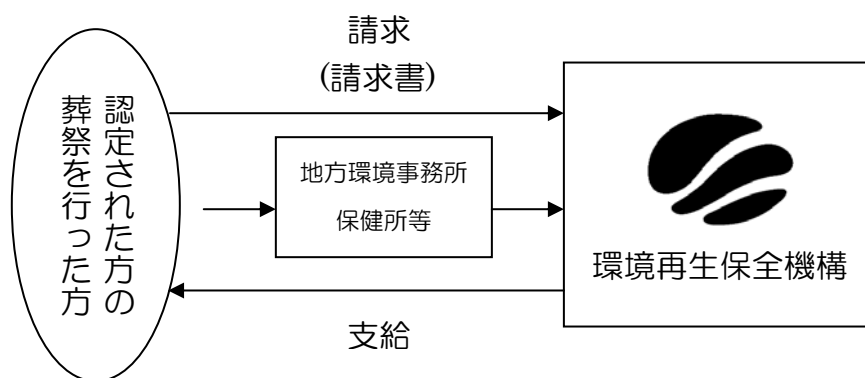 認定された方の
葬祭を行った方
請求
(請求書)
地方環境事務所
保健所等
環境再生保全機構
支給